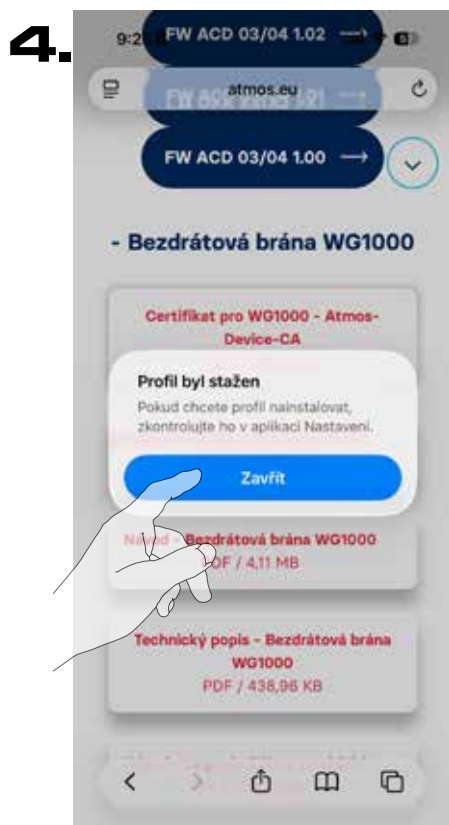 4.
FW ACD 03/04 1.02
atmos.eu
FW ACD 03/04 1.00
- Bezdrátová brána WG1000
Certifikat pro WG1000 - Atmos-
Device-CA
Profil byl stažen
Pokud chcete profil nainstalovat,
zkontrolujte ho v aplikaci Nastavení.
Zavřít
Návod - Bezdrátová brána WG1000
PDF / 4,11 MB
Technický popis - Bezdrátová brána
WG1000
PDF / 438,96 KB